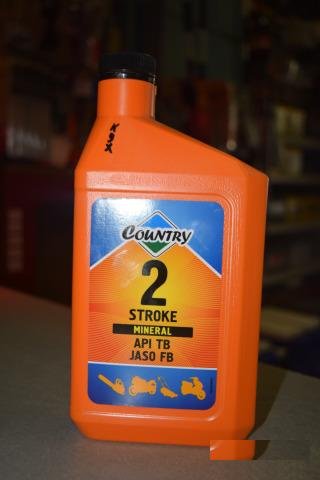 COUNTRY
2
STROKE
MINERAL
API TB
JASO FB